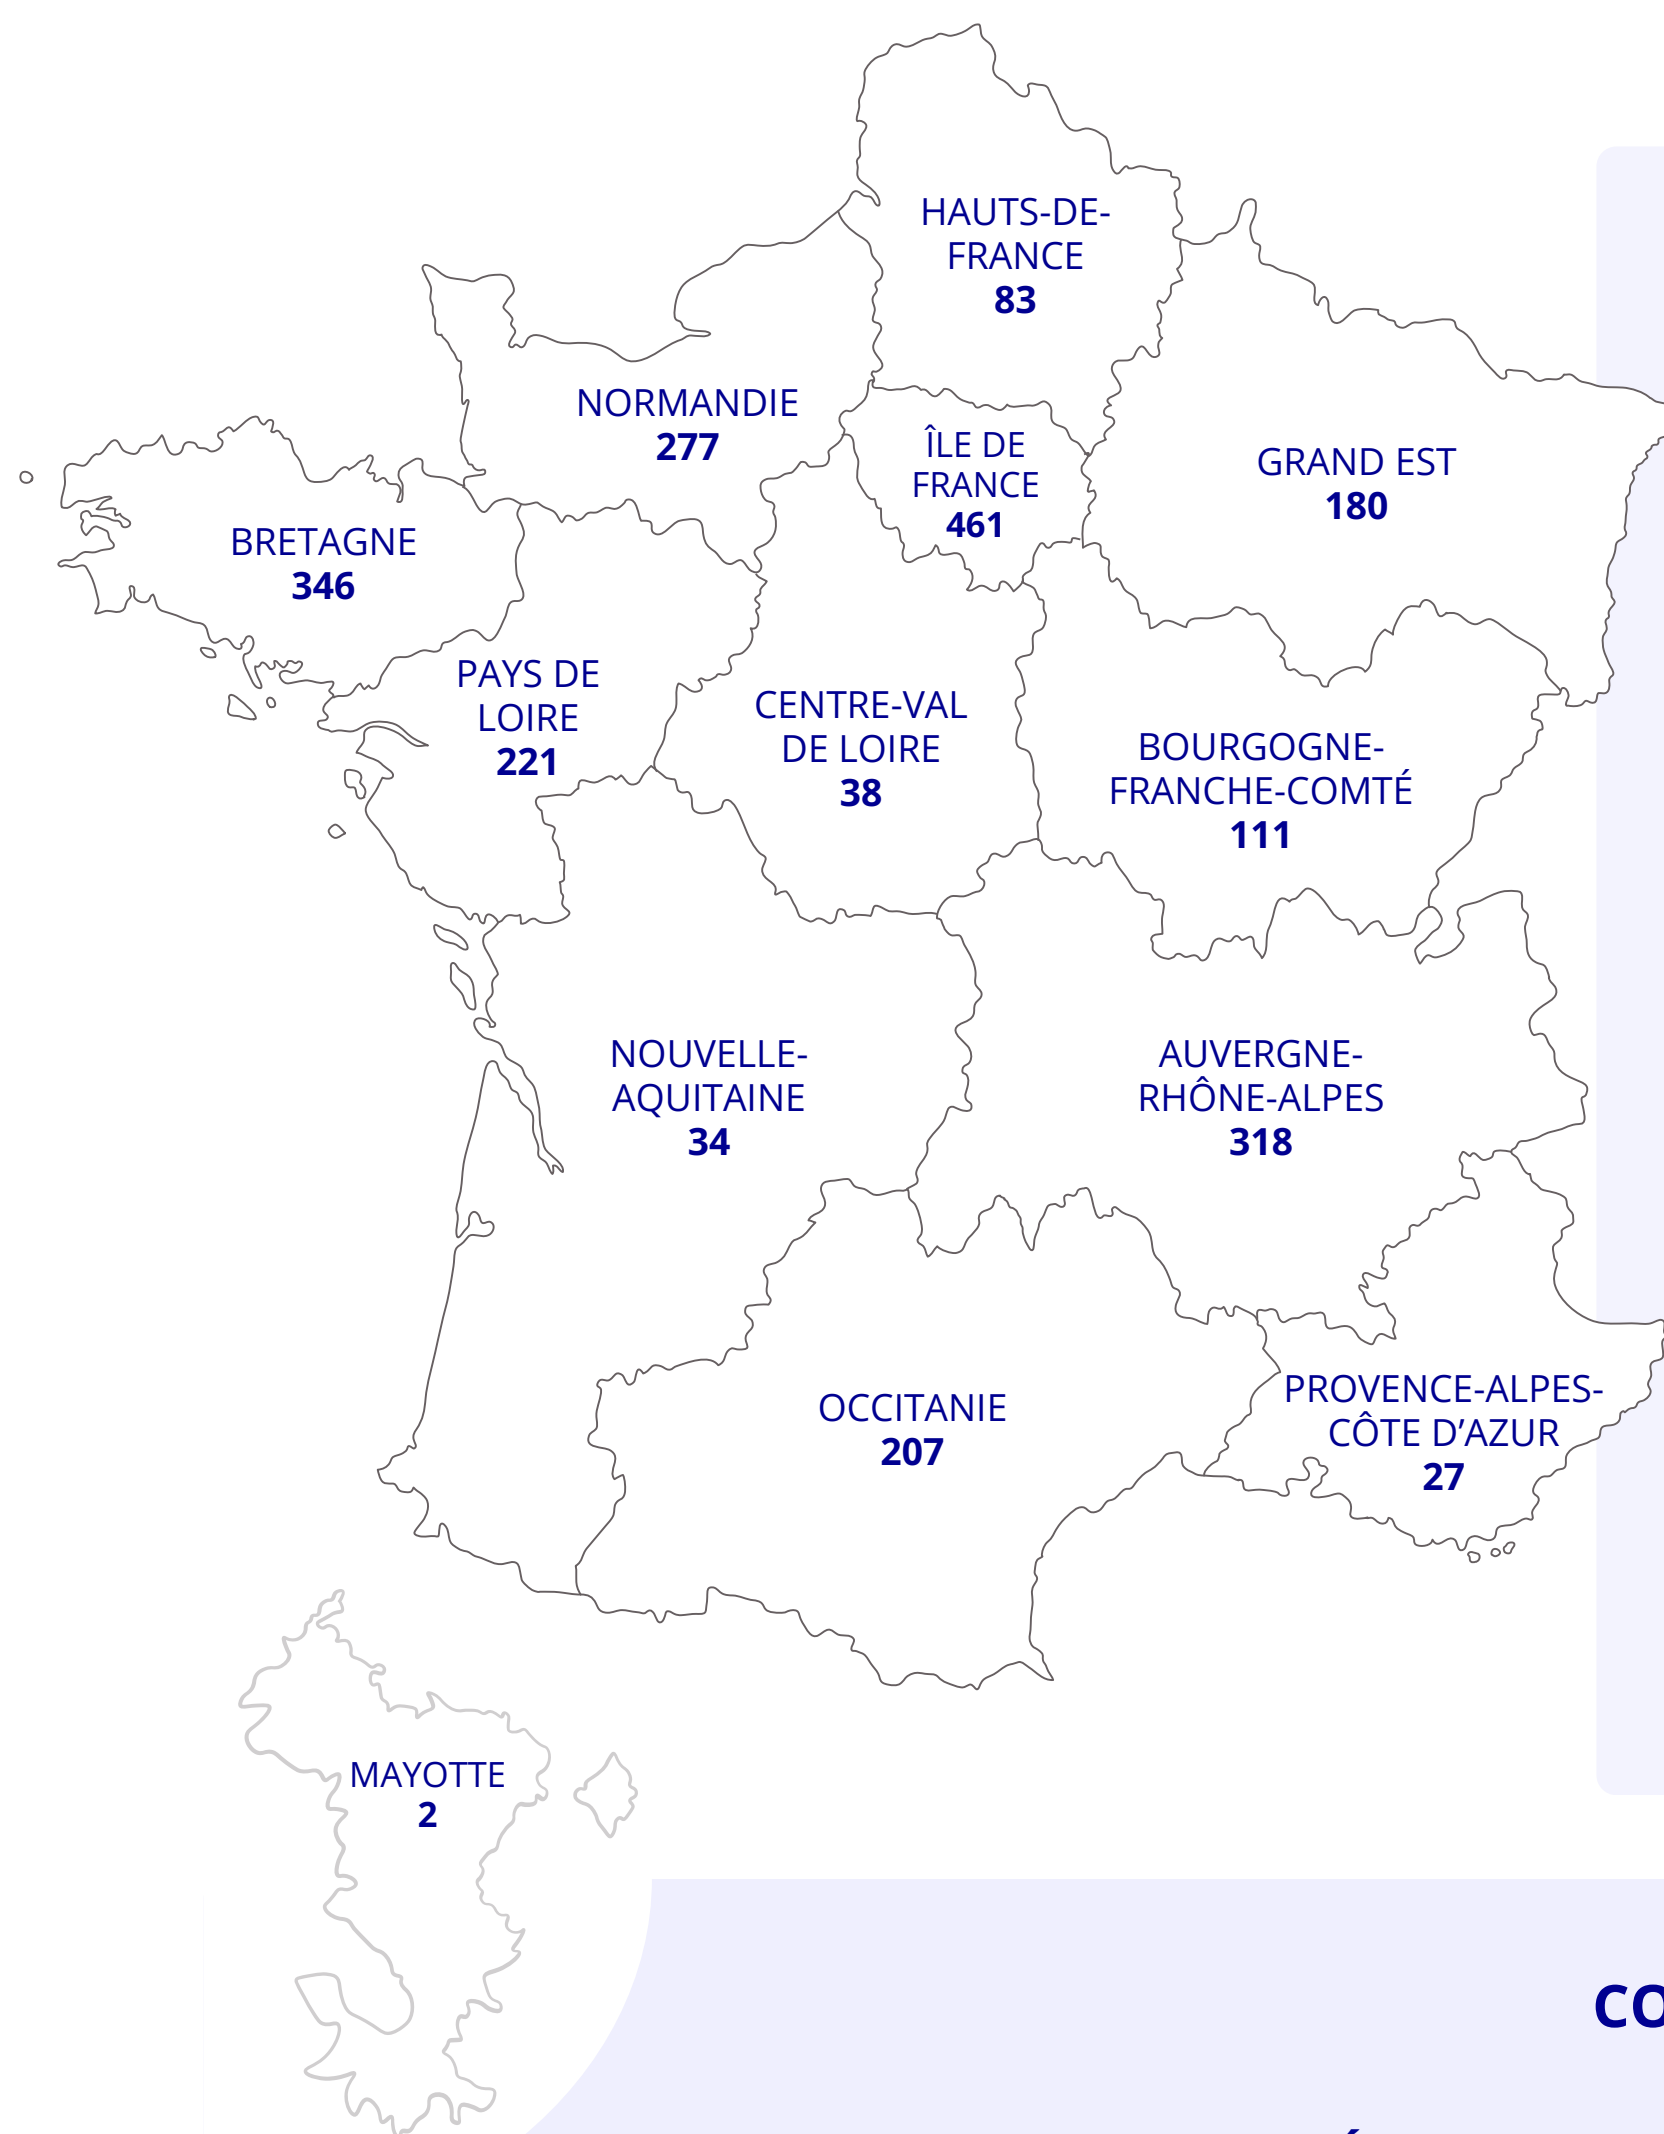 HAUTS-DE-
FRANCE
83
NORMANDIE
277
ÎLE DE
FRANCE
461
GRAND EST
180
BRETAGNE
346
PAYS DE
LOIRE
221
CENTRE-VAL
DE LOIRE
38
BOURGOGNE-
FRANCHE-COMTÉ
111
NOUVELLE-
AQUITAINE
34
AUVERGNE-
RHÔNE-ALPES
318
OCCITANIE
207
PROVENCE-ALPES-
CÔTE D’AZUR
27
MAYOTTE
2
CO